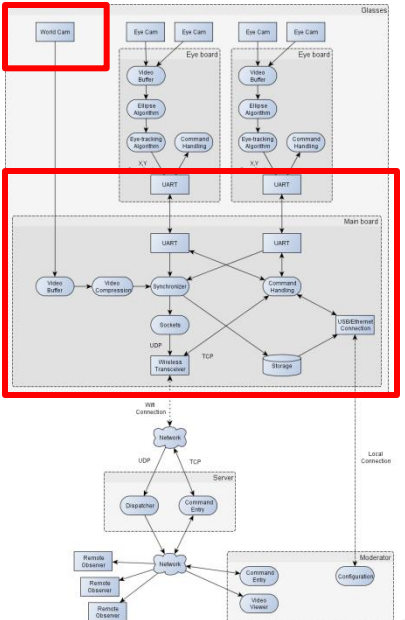 Glasses
World Cam
Eye Cam
Eye Cam
Eye Cam
Eye Cam
Eye board
Eye board
Video
Buffer
Video
Buffer
Ellipse
Algorithm
Ellipse
Algorithm
Eye-tracking
Algorithm
Command
Handling
Eye-tracking
Algorithm
Command
Handling
X,Y
X,Y
UART
UART
Main board
UART
UART
Video
Buffer
Video
Compression
Synchronizer
Command
Handling
Sockets
USB/Ethernet
Connection
UDP
TCP
Wireless
Transceiver
Storage
Wifi
Connection
Network
Local
Connection
UDP
TCP
Server
Dispatcher
Command
Entry
Network
Moderator
Remote
Observer
Remote
Observer
Remote
Observer
Command
Entry
Configuration
Video
Viewer